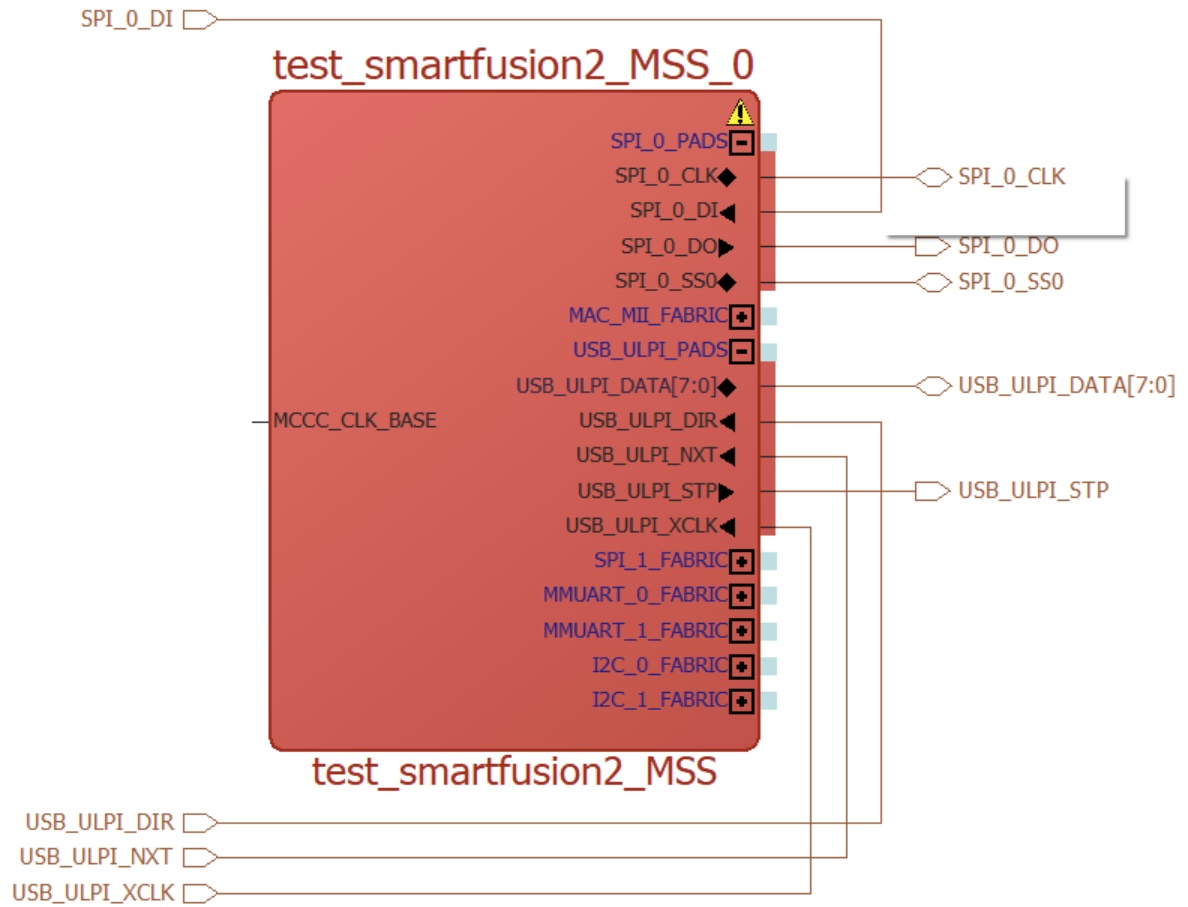 SPI_0_DI
test_smartfusion2_MSS_0
SPI_0_PADS
SPI_0_CLK SPI_0_CLK
SPI_0_DI
SPI_0_DO SPI_0_DO
SPI_0_SS0 SPI_0_SS0
MAC_MII_FABRIC
USB_ULPI_PADS
USB_ULPI_DATA[7:0] USB_ULPI_DATA[7:0]
MCCC_CLK_BASE USB_ULPI_DIR
USB_ULPI_NXT
USB_ULPI_STP USB_ULPI_STP
USB_ULPI_XCLK
SPI_1_FABRIC
MMUART_0_FABRIC
MMUART_1_FABRIC
I2C_0_FABRIC
I2C_1_FABRIC
test_smartfusion2_MSS
USB_ULPI_DIR
USB_ULPI_NXT
USB_ULPI_XCLK